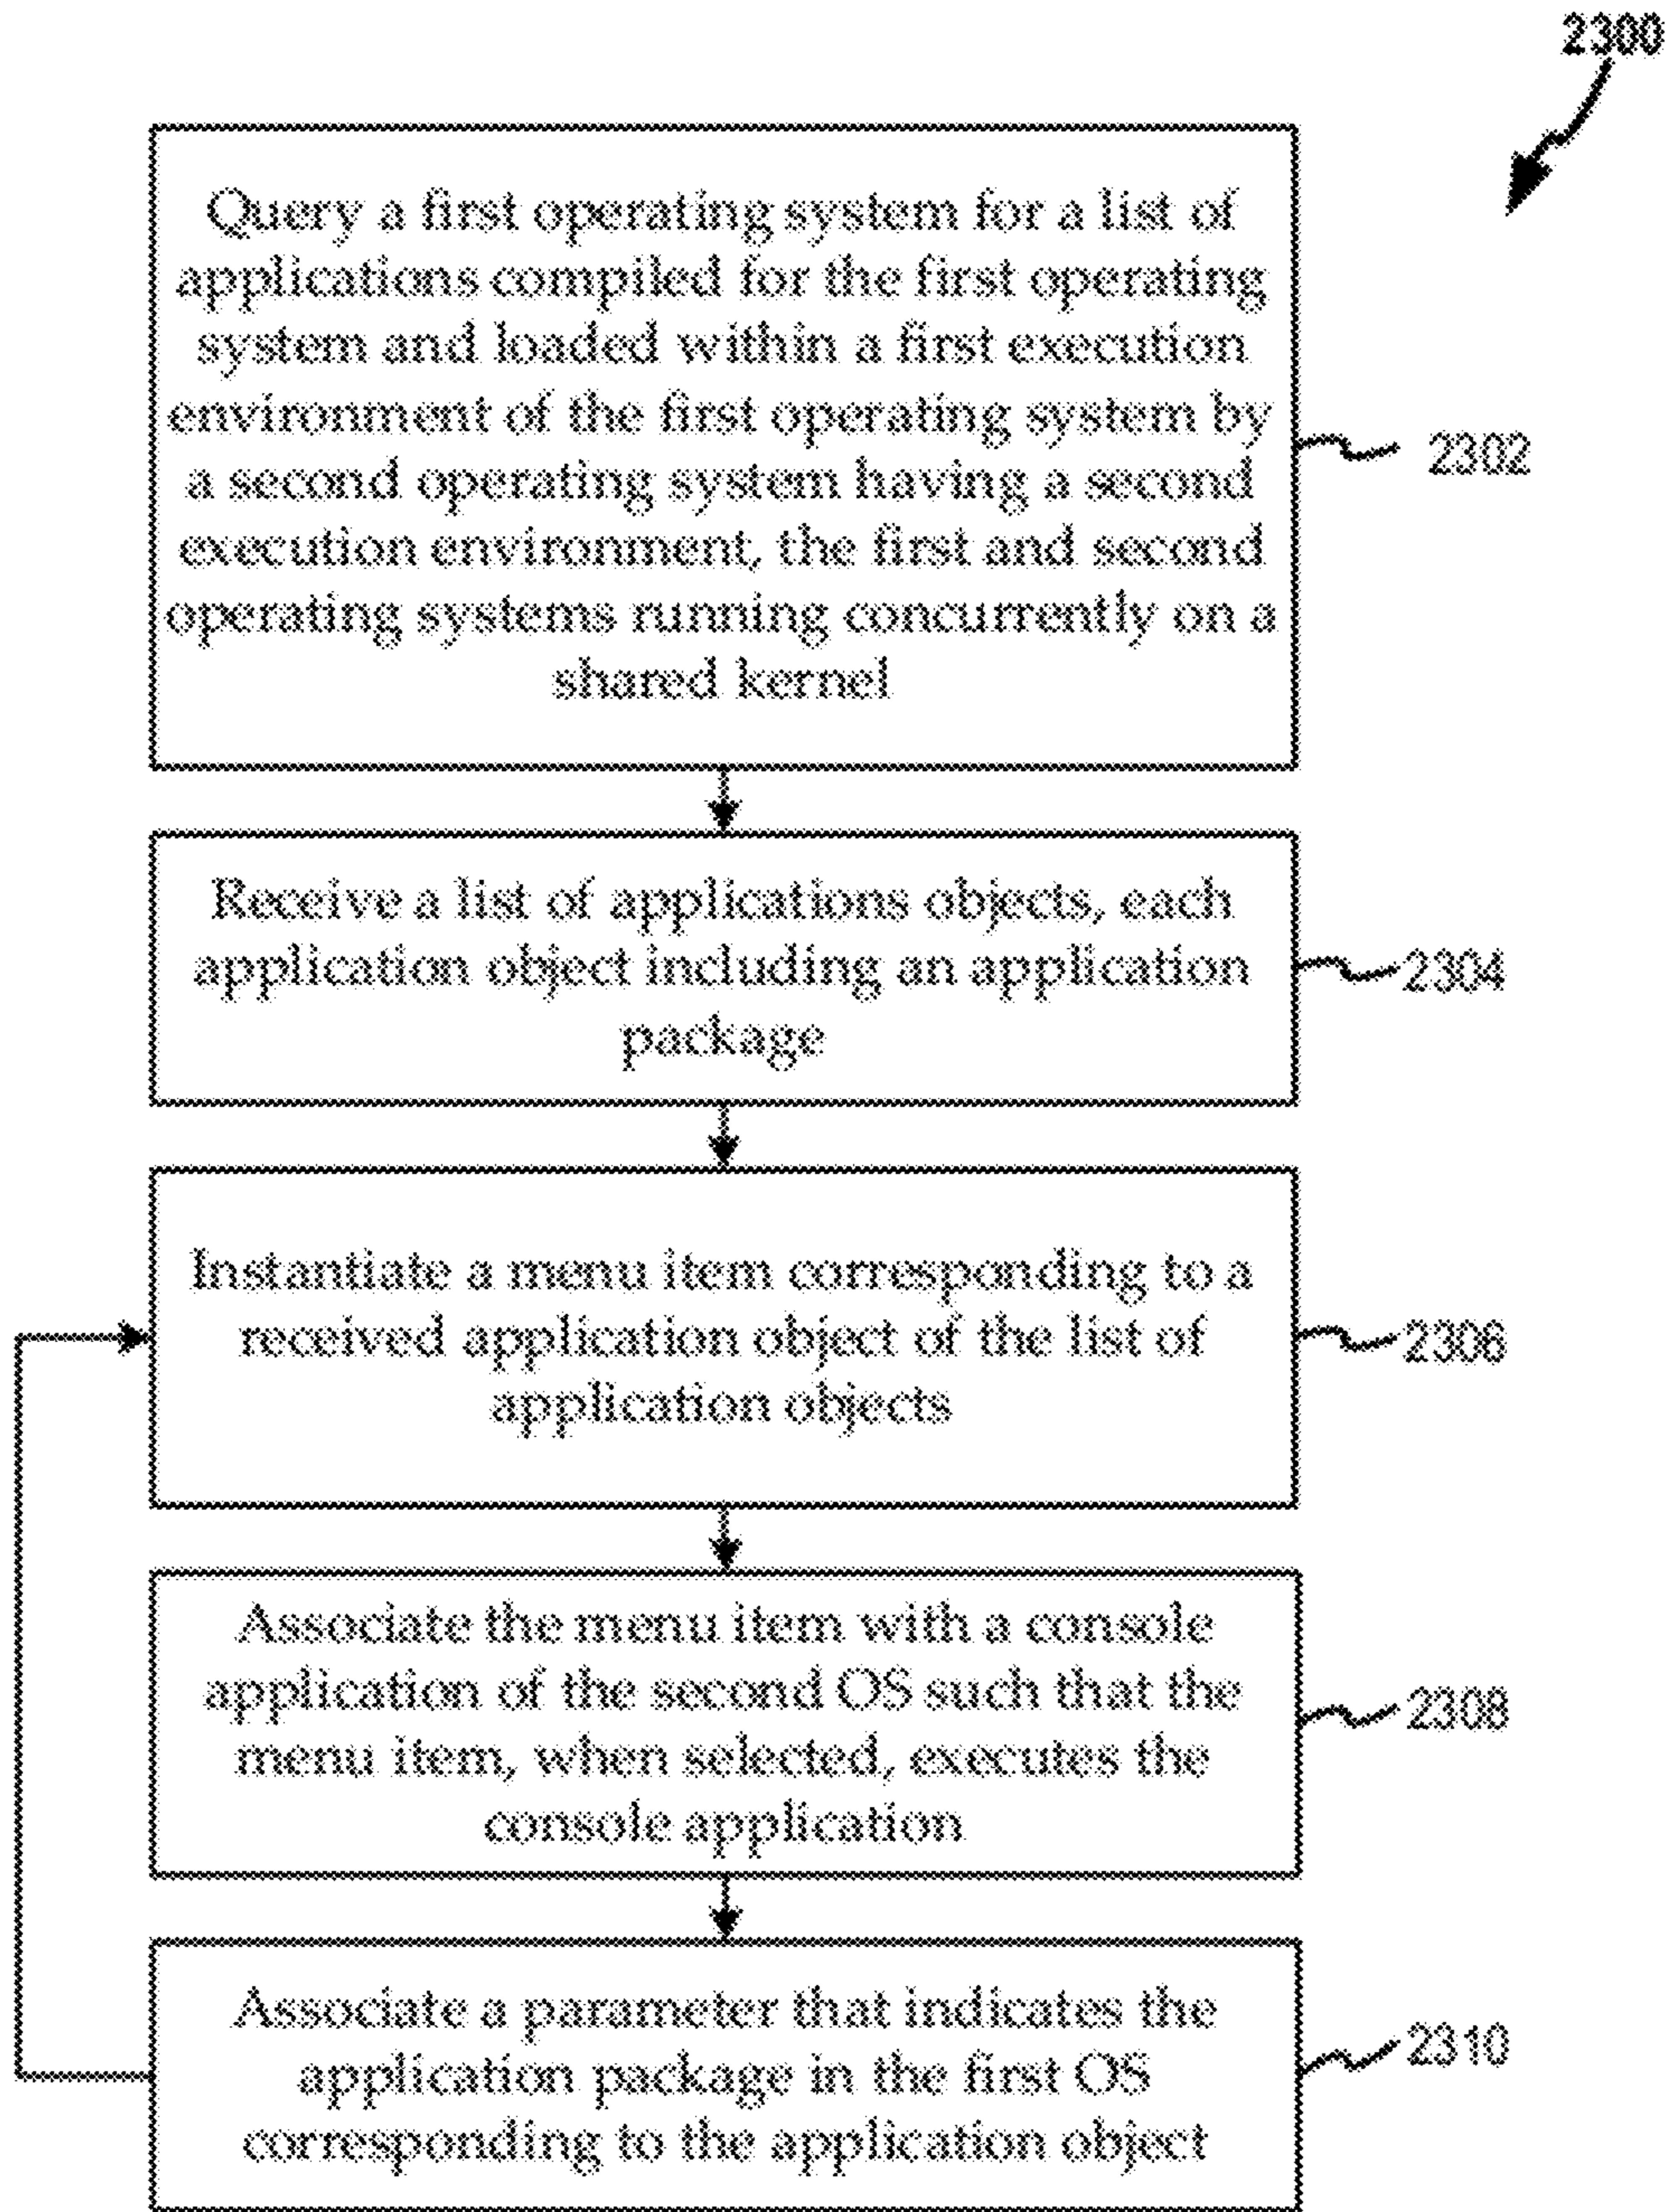 2300
Query a first operating system for a list of
applications compiled for the first operating
system and loaded within a first execution
environment of the first operating system by
a second operating system having a second
execution environment, the first and second
operating systems running concurrently on a
shared kernel
2302
Receive a list of applications objects, each
application object including an application
package
2304
Instantiate a menu item corresponding to a
received application object of the list of
application objects
2306
Associate the menu item with a console
application of the second OS such that the
menu item, when selected, executes the
console application
2308
Associate a parameter that indicates the
application package in the first OS
corresponding to the application object
2310